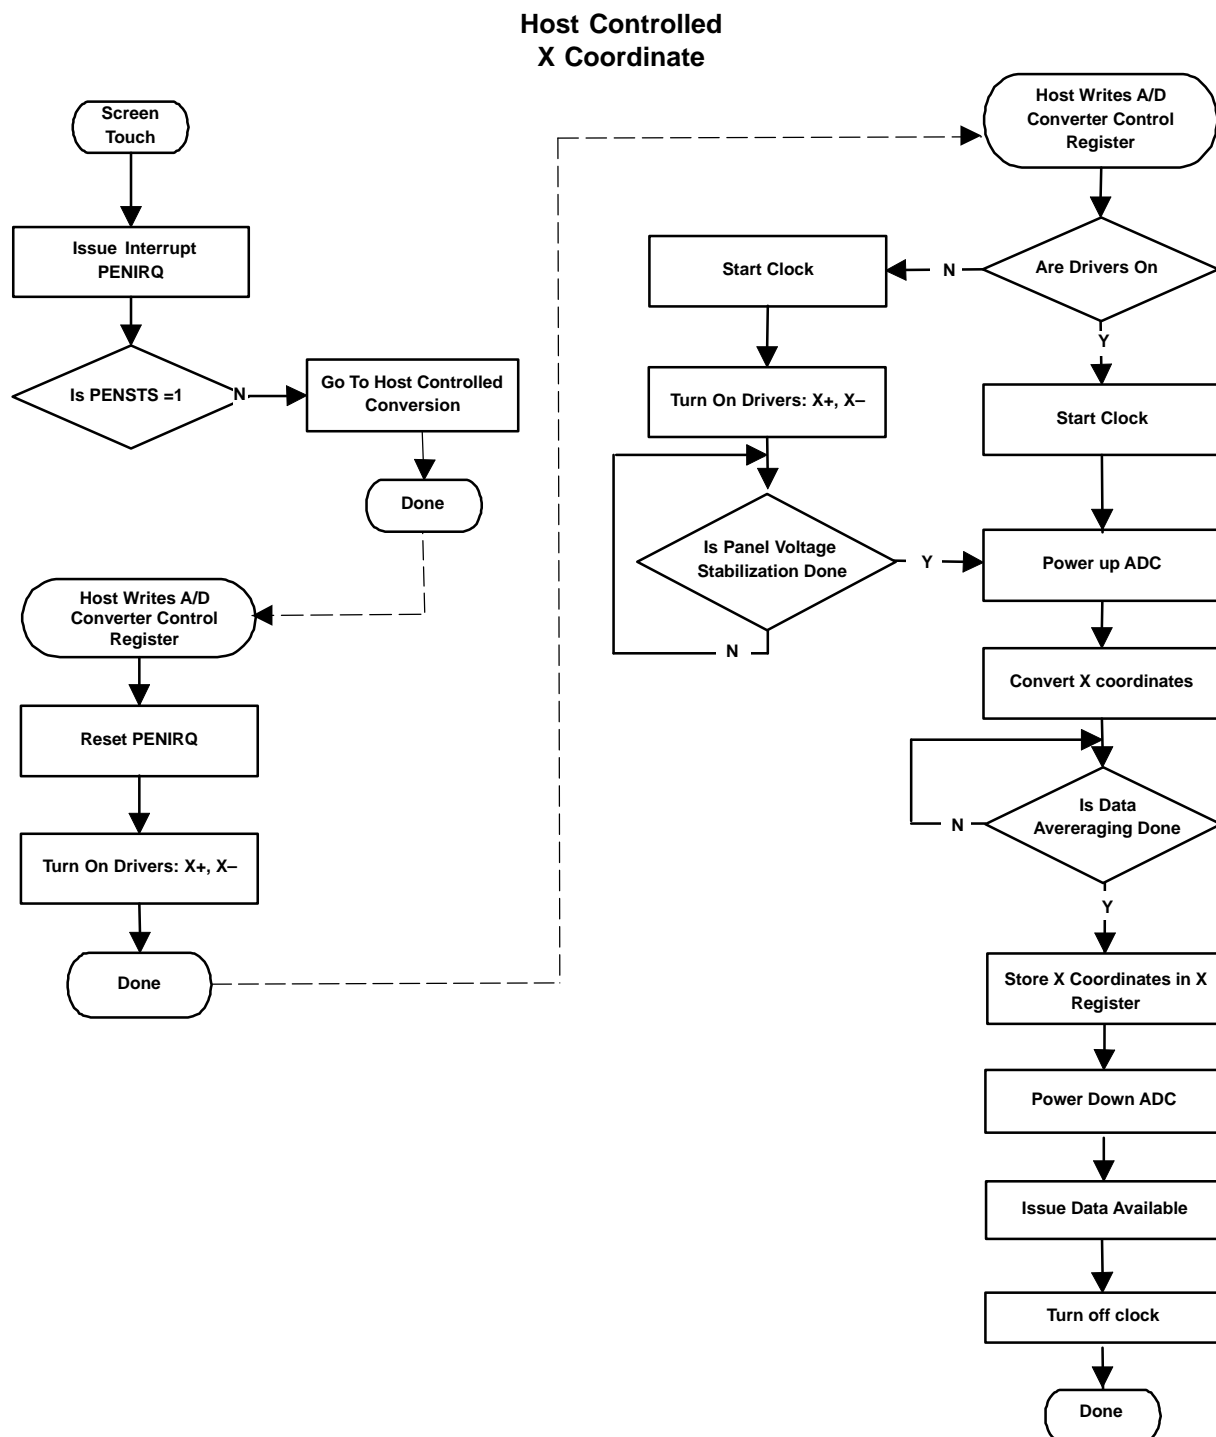 Host Controlled
X Coordinate
Screen
Touch
Issue Interrupt
PENIRQ
Is PENSTS =1
N
Go To Host Controlled
Conversion
Done
Host Writes A/D
Converter Control
Register
Reset PENIRQ
Turn On Drivers: X+, X–
Done
Host Writes A/D
Converter Control
Register
Are Drivers On
N
Start Clock
Turn On Drivers: X+, X–
Is Panel Voltage
Stabilization Done
Y
N
Y
Start Clock
Power up ADC
Convert X coordinates
Is Data
Avereraging Done
N
Y
Store X Coordinates in X
Register
Power Down ADC
Issue Data Available
Turn off clock
Done